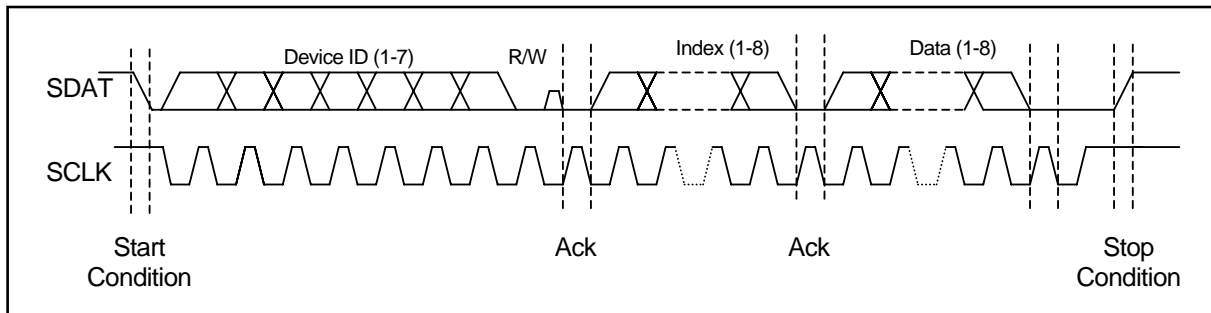 Device ID (1-7)
R/W
Index (1-8)
Data (1-8)
SDAT
SCLK
Start
Condition
Ack
Ack
Stop
Condition